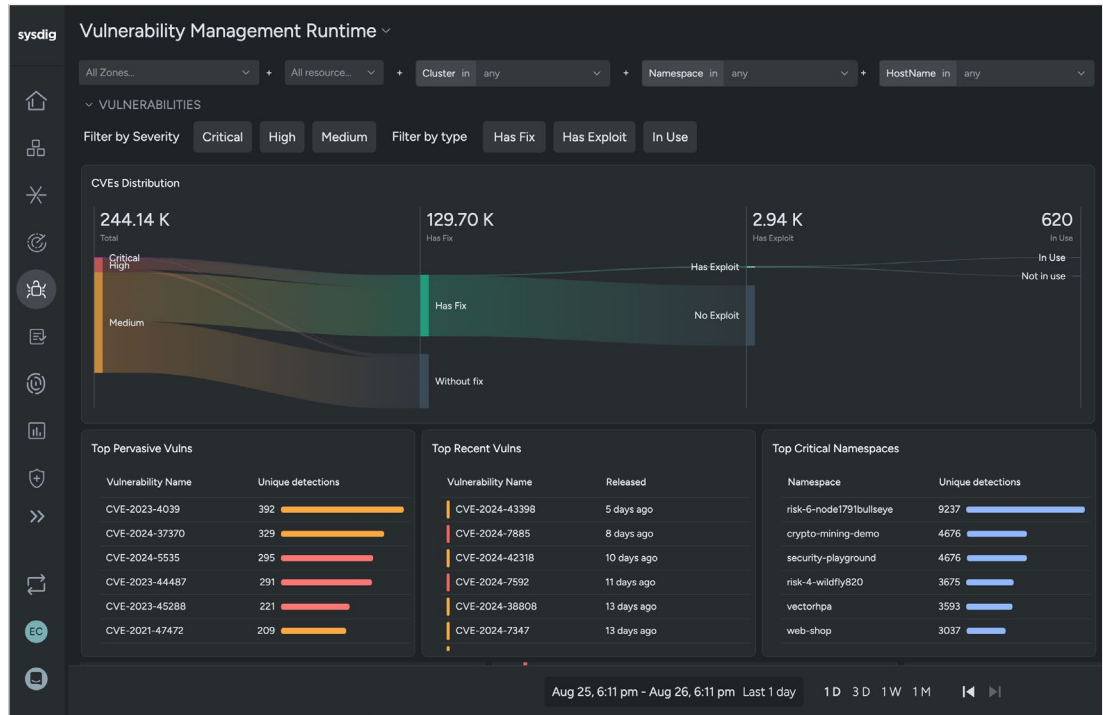 sysdig
Vulnerability Management Runtime
All Zones... + All resource... + Cluster in any + Namespace in any + HostName in any
VULNERABILITIES
Filter by Severity Critical High Medium Filter by type Has Fix Has Exploit In Use
CVEs Distribution
244.14 K 129.70 K 2.94 K 620
Total Has Fix Has Exploit In Use
Critical
High
Medium
Has Fix
Without fix
Has Exploit
No Exploit
In Use
Not in use
Top Pervasive Vulns
Vulnerability Name Unique detections
CVE-2023-4039 392
CVE-2024-37370 329
CVE-2024-5535 295
CVE-2023-44487 291
CVE-2023-45288 221
CVE-2021-47472 209
Top Recent Vulns
Vulnerability Name Released
CVE-2024-43398 5 days ago
CVE-2024-7885 8 days ago
CVE-2024-42318 10 days ago
CVE-2024-7592 11 days ago
CVE-2024-38808 13 days ago
CVE-2024-7347 13 days ago
Top Critical Namespaces
Namespace Unique detections
risk-6-node1791bullseye 9237
crypto-mining-demo 4676
security-playground 4676
risk-4-wildfly820 3675
vectorhpa 3593
web-shop 3037
EC
Aug 25, 6:11 pm - Aug 26, 6:11 pm Last 1 day 1 D 3 D 1 W 1 M